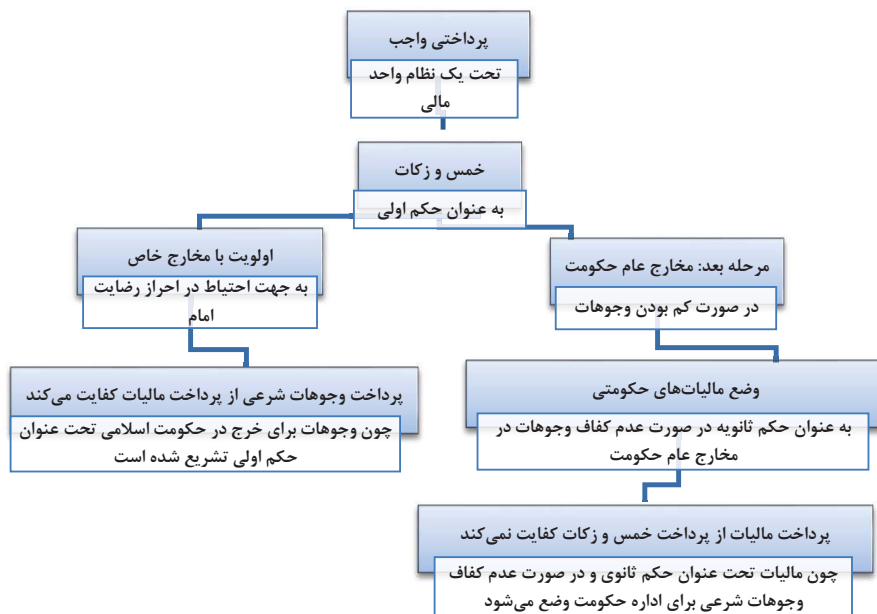 پرداختی واجب
تحت یک نظام واحد
مالی
خمس و زکات
به عنوان حکم اولی
اولویت با مخارج خاص
به جهت احتیاط در احراز رضایت
امام
پرداخت وجوهات شرعی از پرداخت مالیات کفایت می‌کند
چون وجوهات برای خرج در حکومت اسلامی تحت عنوان
حکم اولی تشریع شده است
مرحله بعد: مخارج عام حکومت
در صورت کم بودن وجوهات
وضع مالیات‌های حکومتی
به عنوان حکم ثانویه در صورت عدم کفاف وجوهات در
مخارج عام حکومت
پرداخت مالیات از پرداخت خمس و زکات کفایت نمی‌کند
چون مالیات تحت عنوان حکم ثانوی و در صورت عدم کفاف
وجوهات شرعی برای اداره حکومت وضع می‌شود